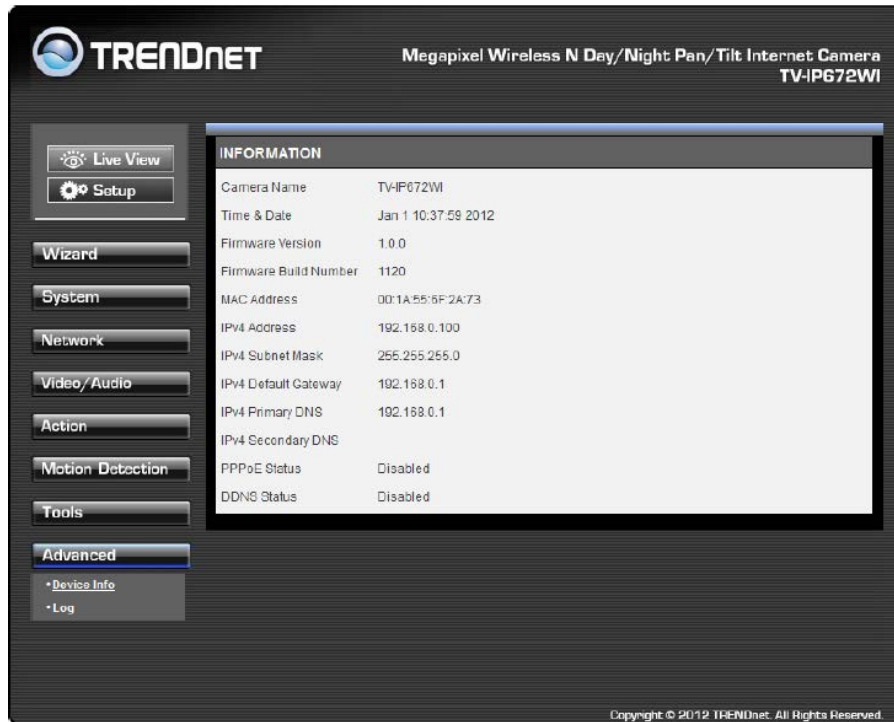 TRENDNET
Megapixel Wireless N Day/Night Pan/Tilt Internet Camera
TV-IP672WI
Live View
Setup
Wizard
System
Network
Video/Audio
Action
Motion Detection
Tools
Advanced
•Device Info
•Log
INFORMATION
Camera Name TV-IP672WI
Time & Date Jan 1 10:37:59 2012
Firmware Version 1.0.0
Firmware Build Number 1120
MAC Address 00:1A:55:6F:2A:73
IPv4 Address 192.168.0.100
IPv4 Subnet Mask 255.255.255.0
IPv4 Default Gateway 192.168.0.1
IPv4 Primary DNS 192.168.0.1
IPv4 Secondary DNS
PPPoE Status Disabled
DDNS Status Disabled
Copyright © 2012 TRENDnet. All Rights Reserved.